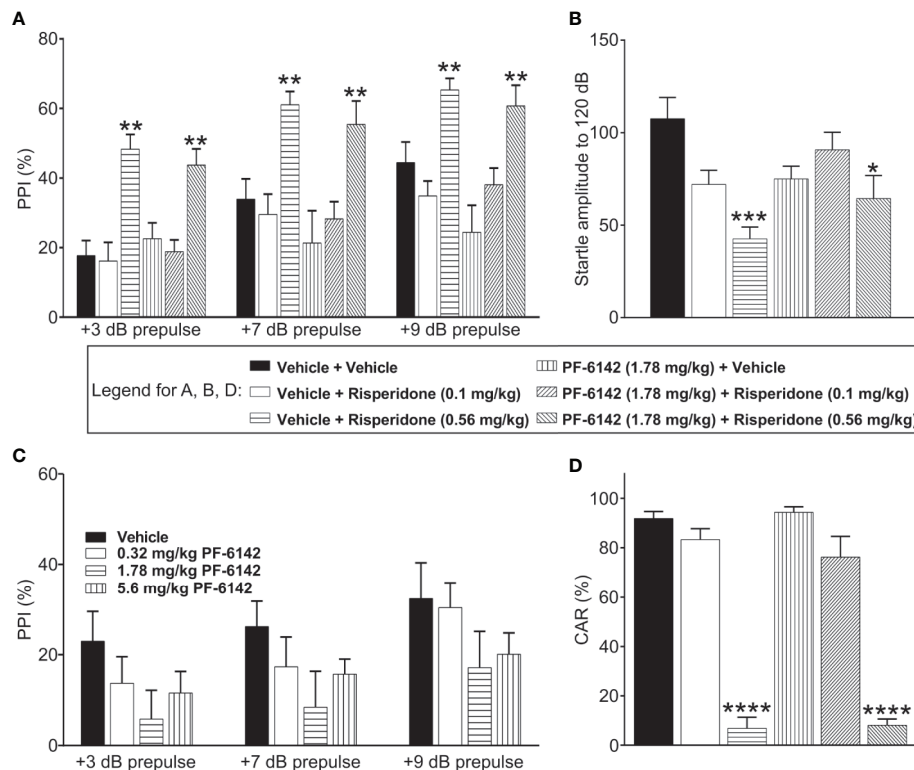 A
80
60
40
20
0
PPI (%)
**
**
**
**
**
**
+3 dB prepulse
+7 dB prepulse
+9 dB prepulse
B
150
100
50
0
Startle amplitude to 120 dB
***
*
Legend for A, B, D:
Vehicle + Vehicle
Vehicle + Risperidone (0.1 mg/kg)
Vehicle + Risperidone (0.56 mg/kg)
PF-6142 (1.78 mg/kg) + Vehicle
PF-6142 (1.78 mg/kg) + Risperidone (0.1 mg/kg)
PF-6142 (1.78 mg/kg) + Risperidone (0.56 mg/kg)
C
60
40
20
0
PPI (%)
Vehicle
0.32 mg/kg PF-6142
1.78 mg/kg PF-6142
5.6 mg/kg PF-6142
+3 dB prepulse
+7 dB prepulse
+9 dB prepulse
D
100
80
60
40
20
0
CAR (%)
****
****